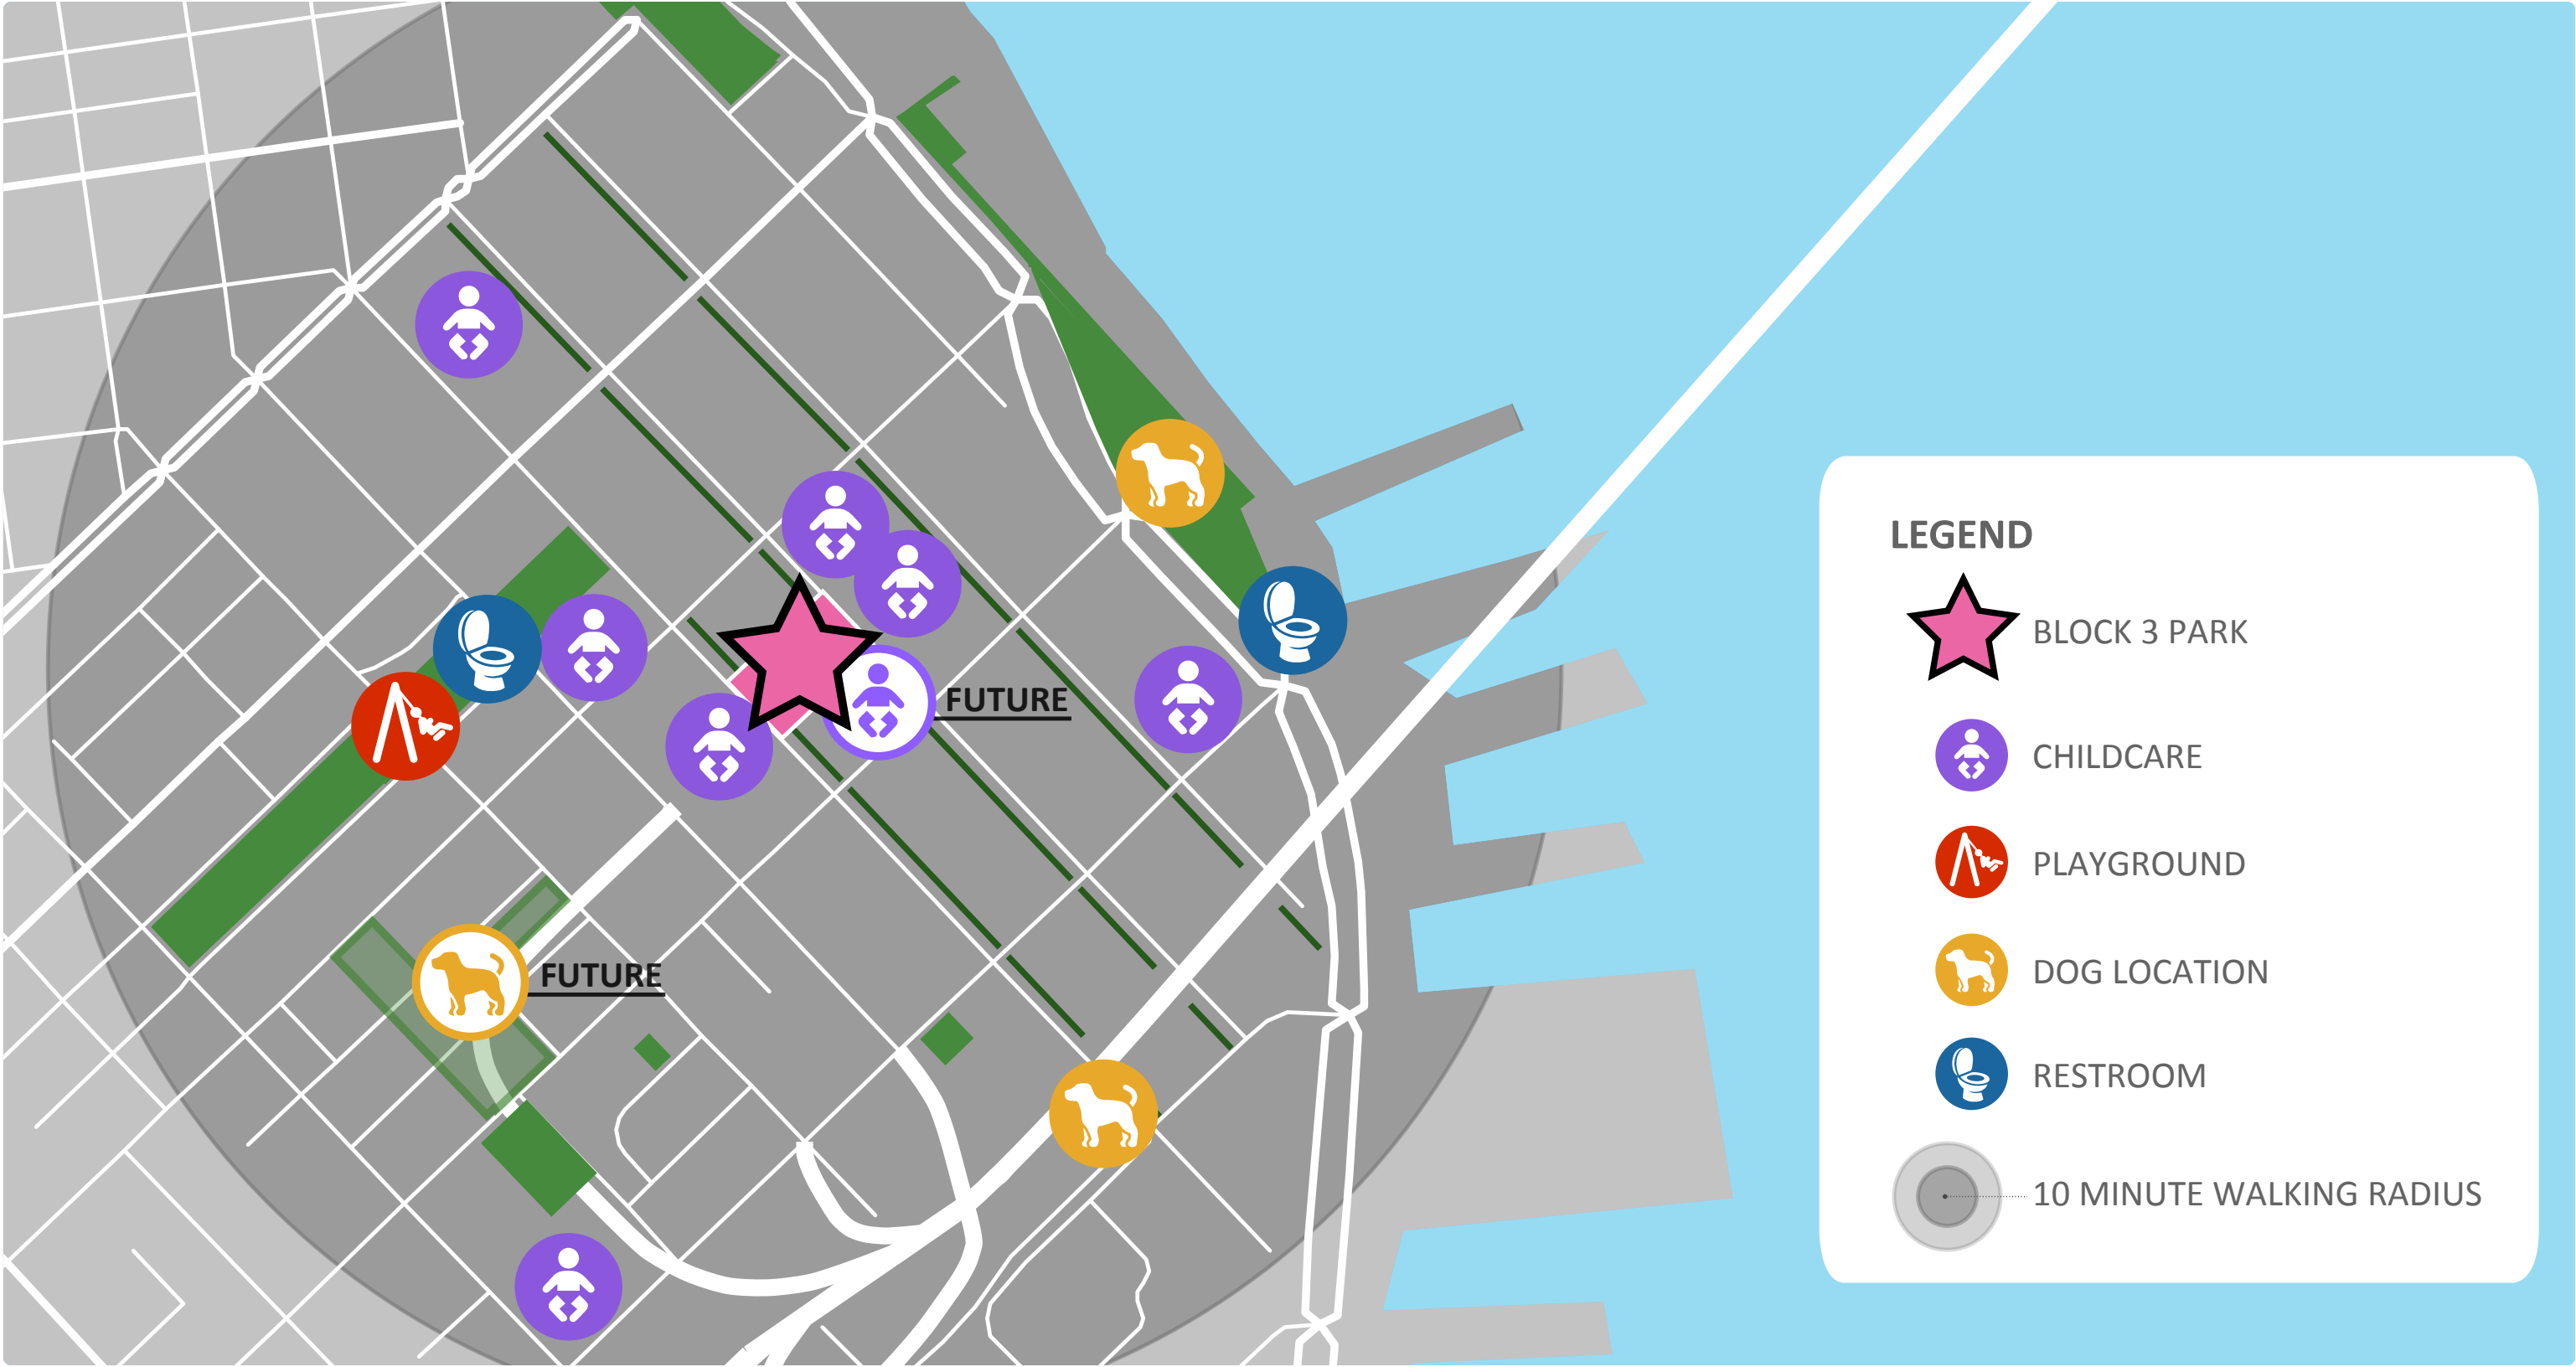 FUTURE
FUTURE
LEGEND
BLOCK 3 PARK
CHILDCARE
PLAYGROUND
DOG LOCATION
RESTROOM
10 MINUTE WALKING RADIUS